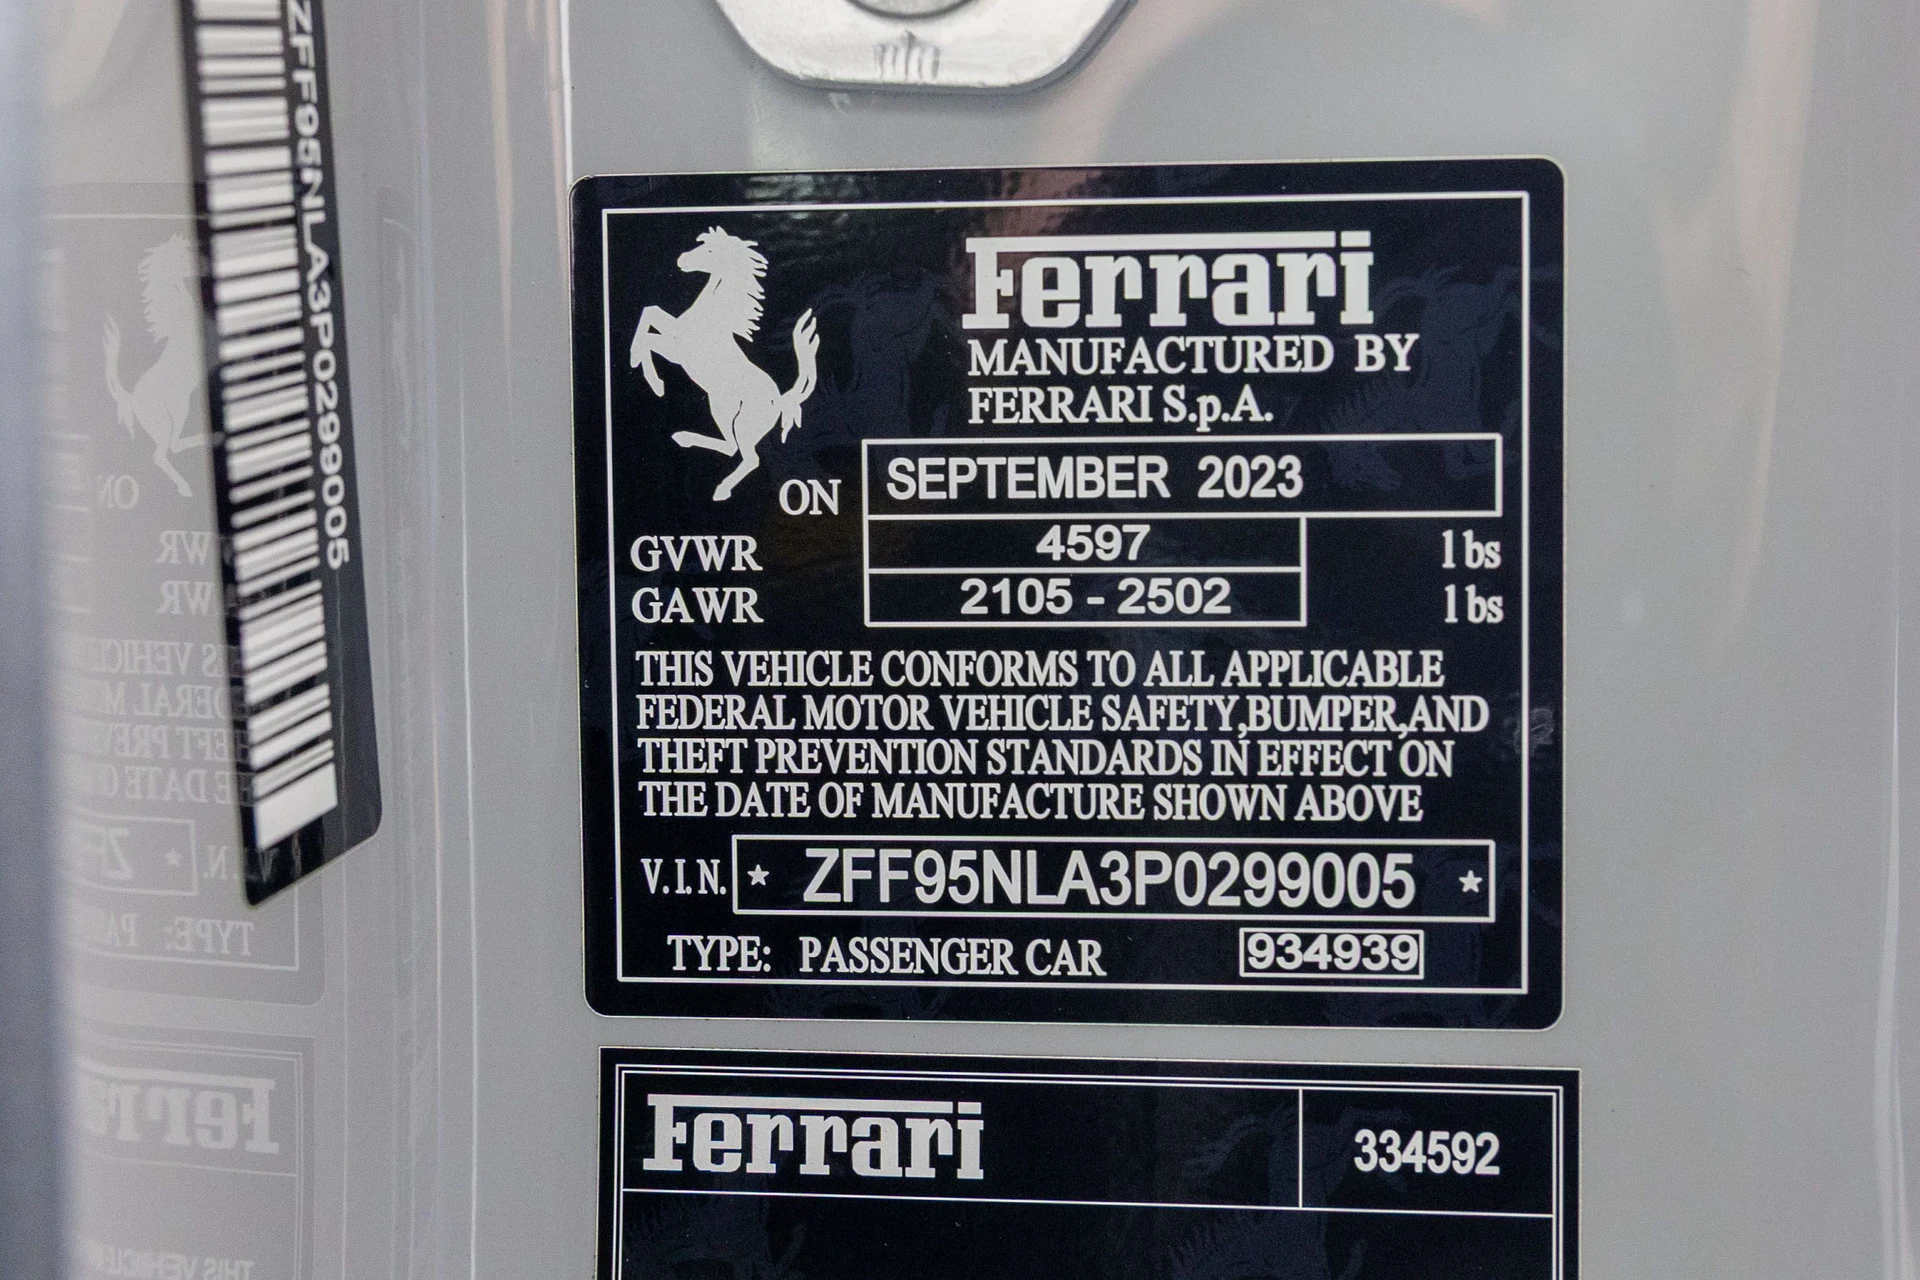 ZFF95NLA3P0299005
Ferrari
MANUFACTURED BY
FERRARI S.p.A.
ON SEPTEMBER 2023
GVWR 4597 lbs
GAWR 2105 - 2502 lbs
THIS VEHICLE CONFORMS TO ALL APPLICABLE
FEDERAL MOTOR VEHICLE SAFETY,BUMPER,AND
THEFT PREVENTION STANDARDS IN EFFECT ON
THE DATE OF MANUFACTURE SHOWN ABOVE
V.I.N. ★ ZFF95NLA3P0299005 ★
TYPE: PASSENGER CAR 934939
Ferrari 334592